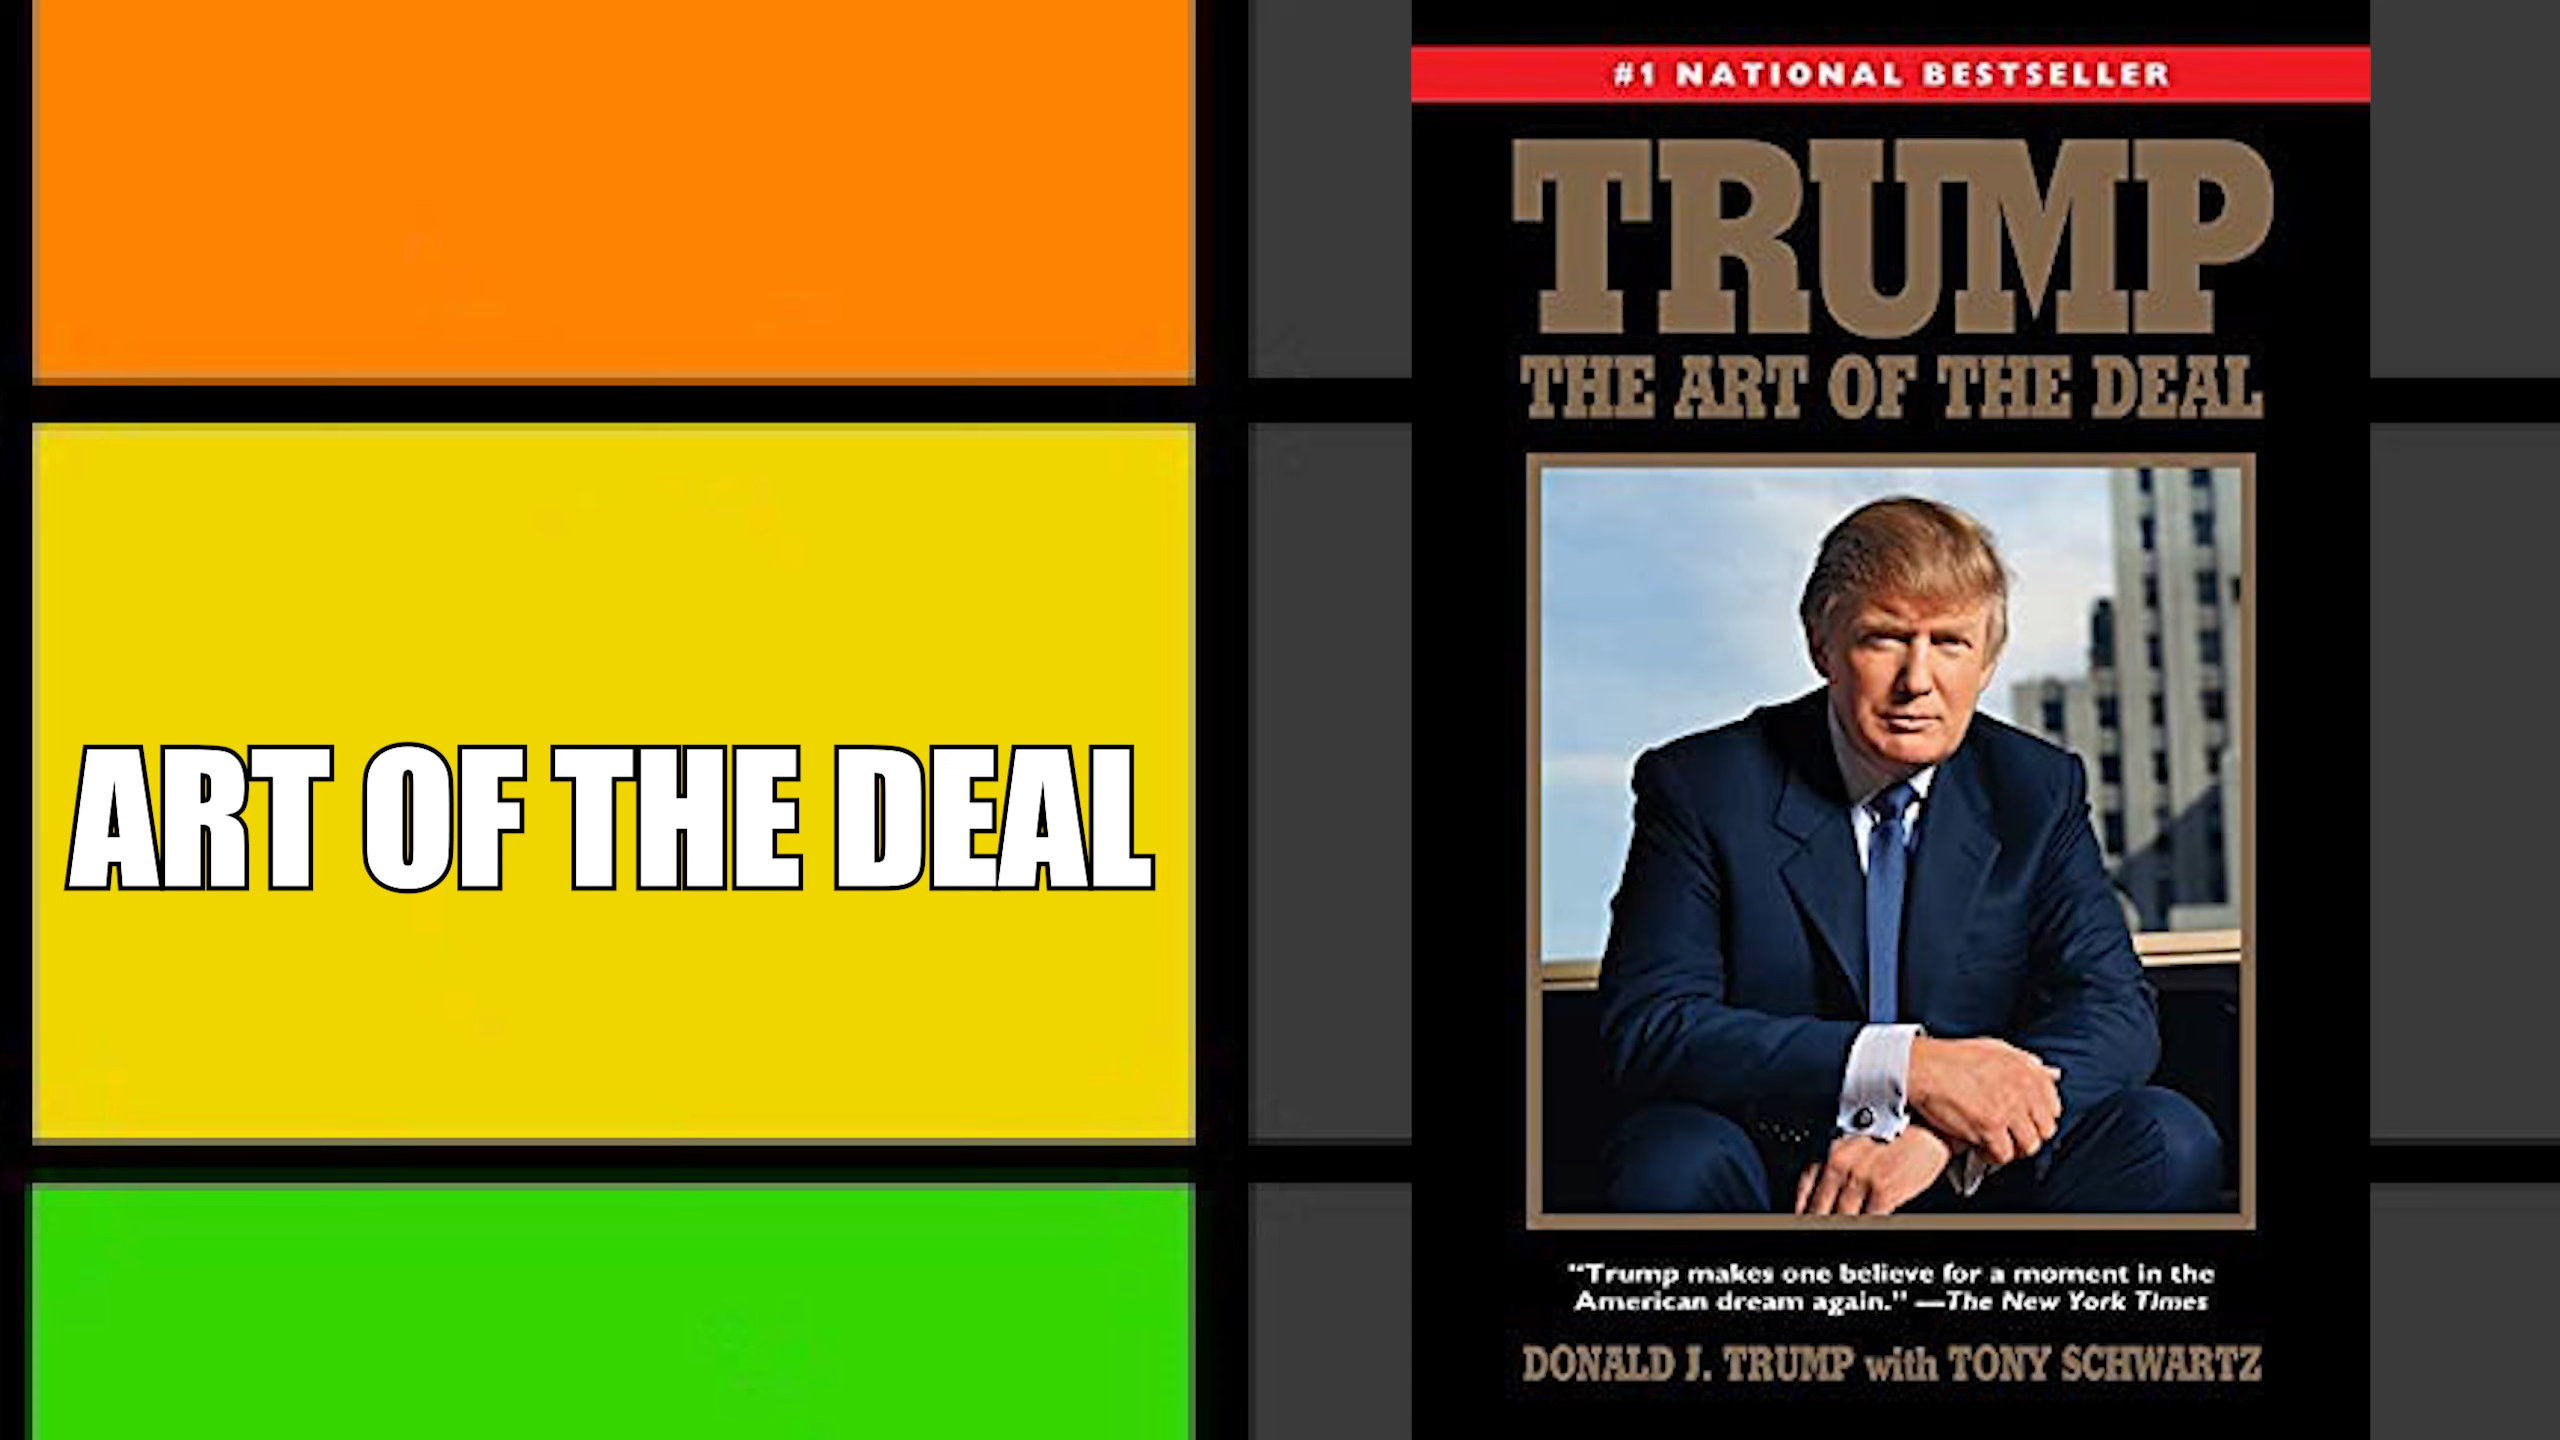 ART OF THE DEAL
#1 NATIONAL BESTSELLER
TRUMP
THE ART OF THE DEAL
"Trump makes one believe for a moment in the
American dream again." —The New York Times
DONALD J. TRUMP with TONY SCHWARTZ